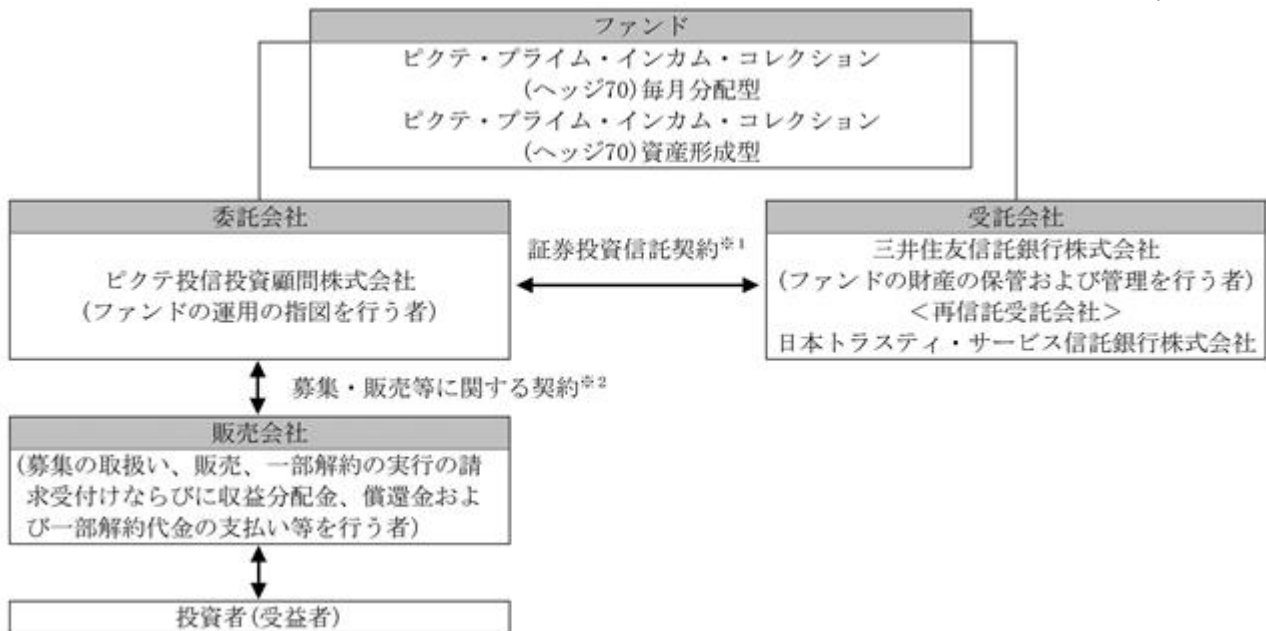 ファンド
ピクテ・プライム・インカム・コレクション
(ヘッジ70)毎月分配型
ピクテ・プライム・インカム・コレクション
(ヘッジ70)資産形成型
委託会社
ピクテ投信投資顧問株式会社
(ファンドの運用の指図を行う者)
証券投資信託契約※1
受託会社
三井住友信託銀行株式会社
(ファンドの財産の保管および管理を行う者)
＜再信託受託会社＞
日本トラスティ・サービス信託銀行株式会社
募集・販売等に関する契約※2
販売会社
(募集の取扱い、販売、一部解約の実行の請
求受付けならびに収益分配金、償還金およ
び一部解約代金の支払い等を行う者)
投資者(受益者)